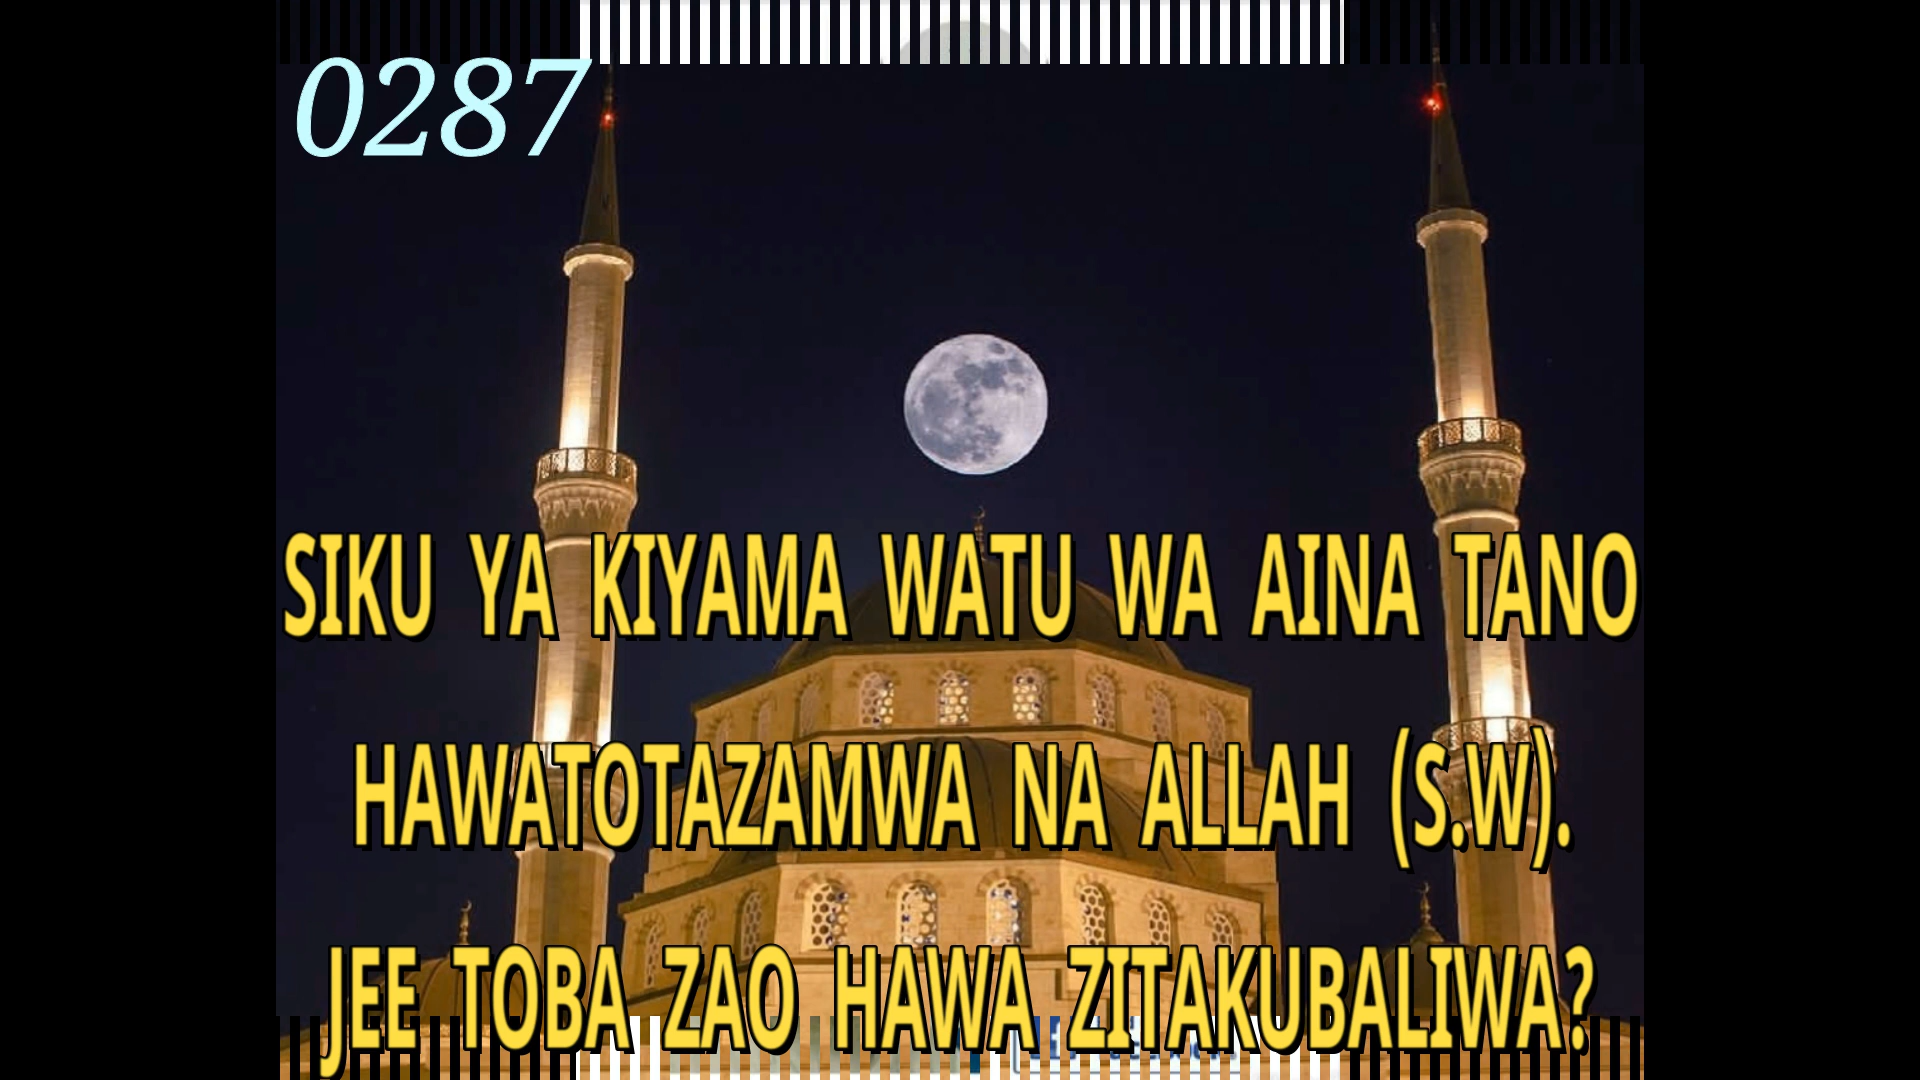 0287
SIKU YA KIYAMA WATU WA AINA TANO
HAWATOTAZAMWA NA ALLAH (S.W).
JEE TOBA ZAO HAWA ZITAKUBALIWA?